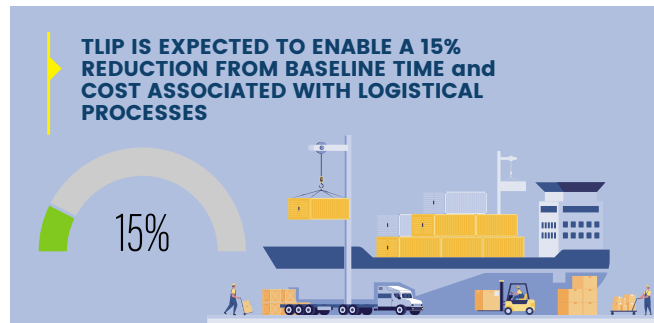 TLIP IS EXPECTED TO ENABLE A 15%
REDUCTION FROM BASELINE TIME and
COST ASSOCIATED WITH LOGISTICAL
PROCESSES
15%